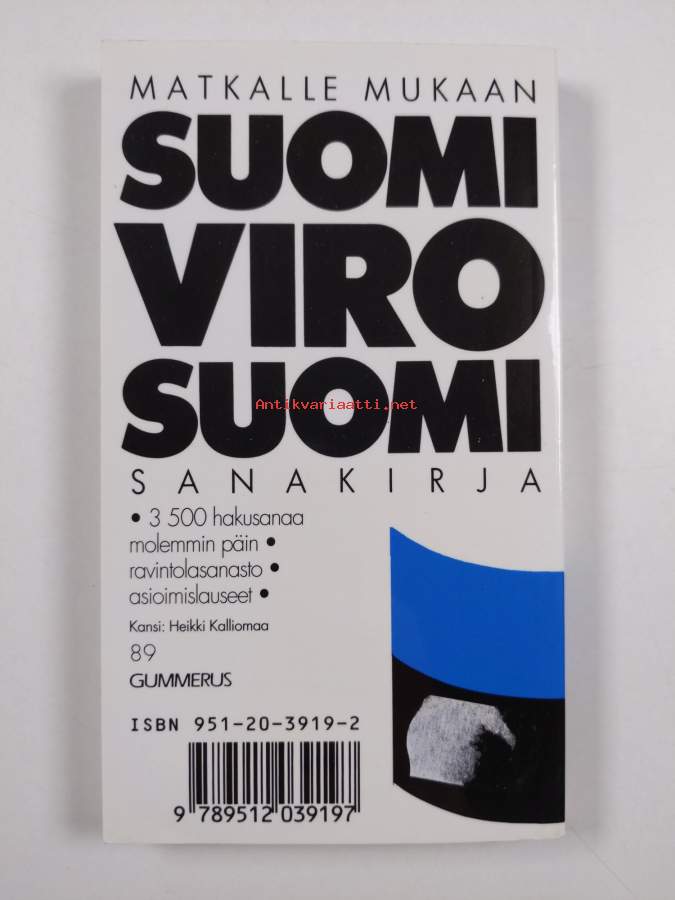 MATKALLE MUKAAN
SUOMI
VIRO
SUOMI
Antikvariaatti.net
SANAKIRJA
• 3 500 hakusanaa
molemmin päin •
ravintolasanasto •
asioimislauseet •
Kansi: Heikki Kalliomaa
89
GUMMERUS
ISBN 951-20-3919-2
9 789512 039197